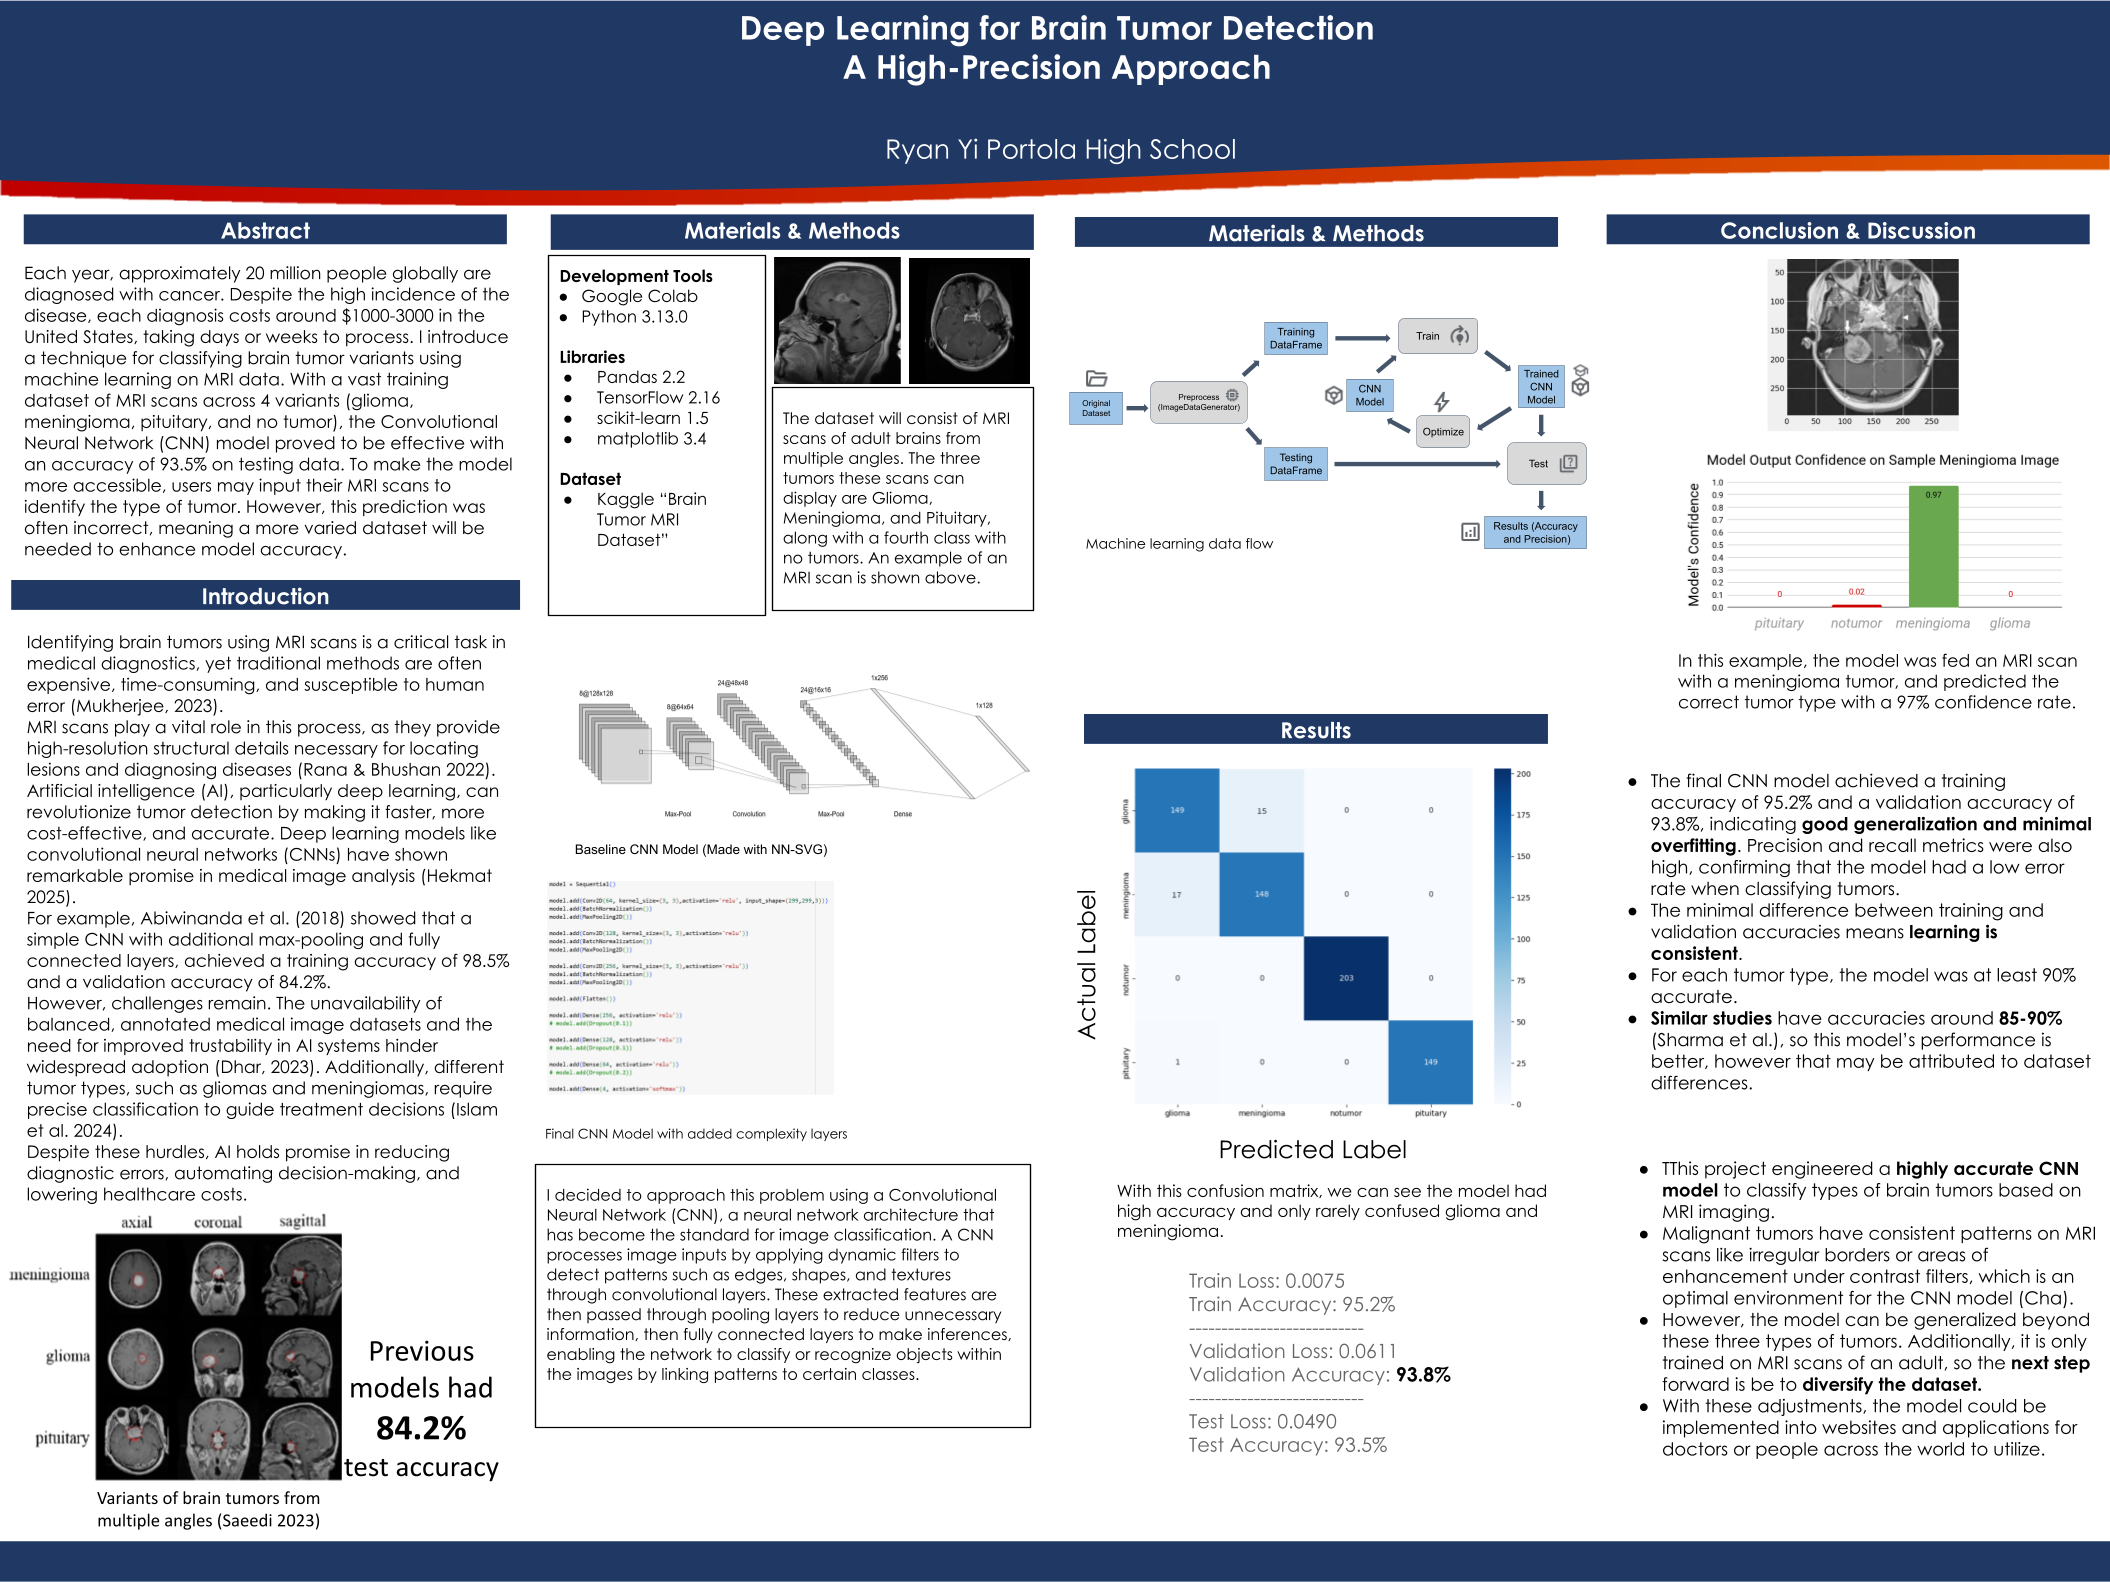 Deep Learning for Brain Tumor Detection
A High-Precision Approach
Ryan Yi Portola High School
Abstract
Each year, approximately 20 million people globally are
diagnosed with cancer. Despite the high incidence of the
disease, each diagnosis costs around $1000-3000 in the
United States, taking days or weeks to process. I introduce
a technique for classifying brain tumor variants using
machine learning on MRI data. With a vast training
dataset of MRI scans across 4 variants (glioma,
meningioma, pituitary, and no tumor), the Convolutional
Neural Network (CNN) model proved to be effective with
an accuracy of 93.5% on testing data. To make the model
more accessible, users may input their MRI scans to
identify the type of tumor. However, this prediction was
often incorrect, meaning a more varied dataset will be
needed to enhance model accuracy.
Introduction
Identifying brain tumors using MRI scans is a critical task in
medical diagnostics, yet traditional methods are often
expensive, time-consuming, and susceptible to human
error (Mukherjee, 2023).
MRI scans play a vital role in this process, as they provide
high-resolution structural details necessary for locating
lesions and diagnosing diseases (Rana & Bhushan 2022).
Artificial intelligence (AI), particularly deep learning, can
revolutionize tumor detection by making it faster, more
cost-effective, and accurate. Deep learning models like
convolutional neural networks (CNNs) have shown
remarkable promise in medical image analysis (Hekmat
2025).
For example, Abiwinanda et al. (2018) showed that a
simple CNN with additional max-pooling and fully
connected layers, achieved a training accuracy of 98.5%
and a validation accuracy of 84.2%.
However, challenges remain. The unavailability of
balanced, annotated medical image datasets and the
need for improved trustability in AI systems hinder
widespread adoption (Dhar, 2023). Additionally, different
tumor types, such as gliomas and meningiomas, require
precise classification to guide treatment decisions (Islam
et al. 2024).
Despite these hurdles, AI holds promise in reducing
diagnostic errors, automating decision-making, and
lowering healthcare costs.
axial coronal sagittal
meningioma
glioma
pituitary
Variants of brain tumors from
multiple angles (Saeedi 2023)
Previous
models had
84.2%
test accuracy
Materials & Methods
Development Tools
● Google Colab
● Python 3.13.0
Libraries
● Pandas 2.2
● TensorFlow 2.16
● scikit-learn 1.5
● matplotlib 3.4
Dataset
● Kaggle “Brain
Tumor MRI
Dataset”
The dataset will consist of MRI
scans of adult brains from
multiple angles. The three
tumors these scans can
display are Glioma,
Meningioma, and Pituitary,
along with a fourth class with
no tumors. An example of an
MRI scan is shown above.
8@128x128
8@64x64
24@48x48
24@16x16
1x256
1x128
Max-Pool Convolution Max-Pool Dense
Baseline CNN Model (Made with NN-SVG)
model = Sequential()
model.add(Conv2D(64, kernel_size=(3, 3),activation='relu', input_shape=(299,299,3)))
model.add(BatchNormalization())
model.add(MaxPooling2D())
model.add(Conv2D(128, kernel_size=(3, 3),activation='relu'))
model.add(BatchNormalization())
model.add(MaxPooling2D())
model.add(Conv2D(256, kernel_size=(3, 3),activation='relu'))
model.add(BatchNormalization())
model.add(MaxPooling2D())
model.add(Flatten())
model.add(Dense(256, activation='relu'))
# model.add(Dropout(0.1))
model.add(Dense(128, activation='relu'))
# model.add(Dropout(0.1))
model.add(Dense(64, activation='relu'))
# model.add(Dropout(0.2))
model.add(Dense(4, activation='softmax'))
Final CNN Model with added complexity layers
I decided to approach this problem using a Convolutional
Neural Network (CNN), a neural network architecture that
has become the standard for image classification. A CNN
processes image inputs by applying dynamic filters to
detect patterns such as edges, shapes, and textures
through convolutional layers. These extracted features are
then passed through pooling layers to reduce unnecessary
information, then fully connected layers to make inferences,
enabling the network to classify or recognize objects within
the images by linking patterns to certain classes.
Materials & Methods
Original
Dataset
Preprocess
(ImageDataGenerator)
Training
DataFrame
Testing
DataFrame
Train
CNN
Model
Optimize
Trained
CNN
Model
Test
Results (Accuracy
and Precision)
Machine learning data flow
Results
Actual Label
glioma 149 15 0 0
meningioma 17 148 0 0
notumor 0 0 203 0
pituitary 1 0 0 149
glioma meningioma notumor pituitary
200
175
150
125
100
75
50
25
0
Predicted Label
With this confusion matrix, we can see the model had
high accuracy and only rarely confused glioma and
meningioma.
Train Loss: 0.0075
Train Accuracy: 95.2%
--------------------------
Validation Loss: 0.0611
Validation Accuracy: 93.8%
--------------------------
Test Loss: 0.0490
Test Accuracy: 93.5%
Conclusion & Discussion
50
100
150
200
250
0 50 100 150 200 250
Model Output Confidence on Sample Meningioma Image
Model's Confidence
1.0
0.9
0.8
0.7
0.6
0.5
0.4
0.3
0.2
0.1
0.0
0 0.02 0.97 0
pituitary notumor meningioma glioma
In this example, the model was fed an MRI scan
with a meningioma tumor, and predicted the
correct tumor type with a 97% confidence rate.
● The final CNN model achieved a training
accuracy of 95.2% and a validation accuracy of
93.8%, indicating good generalization and minimal
overfitting. Precision and recall metrics were also
high, confirming that the model had a low error
rate when classifying tumors.
● The minimal difference between training and
validation accuracies means learning is
consistent.
● For each tumor type, the model was at least 90%
accurate.
● Similar studies have accuracies around 85-90%
(Sharma et al.), so this model’s performance is
better, however that may be attributed to dataset
differences.
● TThis project engineered a highly accurate CNN
model to classify types of brain tumors based on
MRI imaging.
● Malignant tumors have consistent patterns on MRI
scans like irregular borders or areas of
enhancement under contrast filters, which is an
optimal environment for the CNN model (Cha).
● However, the model can be generalized beyond
these three types of tumors. Additionally, it is only
trained on MRI scans of an adult, so the next step
forward is be to diversify the dataset.
● With these adjustments, the model could be
implemented into websites and applications for
doctors or people across the world to utilize.